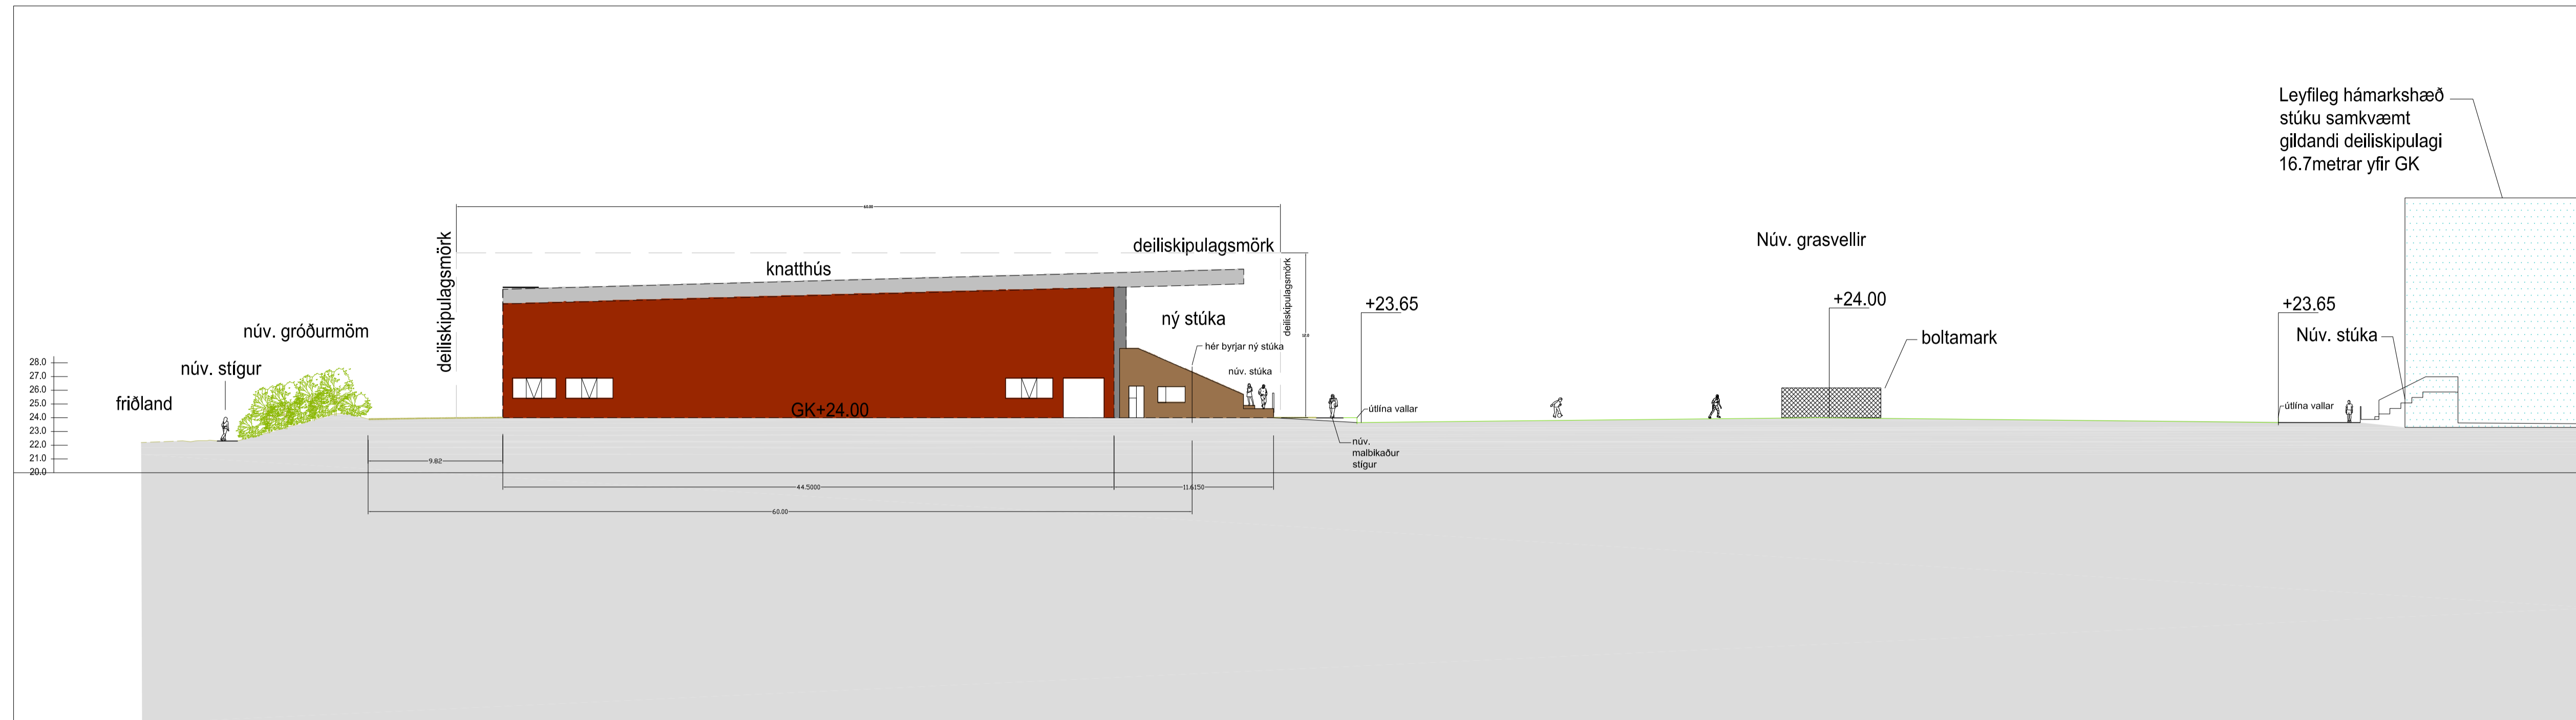 Leyfileg hámarkshæð
stúku samkvæmt
gildandi deiliskipulagi
16.7metrar yfir GK
60.00
deiliskipulagsmörk
deiliskipulagsmörk
deiliskipulagsmörk
knatthús
Núv. grasvellir
ný stúka
+23.65
+24.00
+23.65
núv. gróðurmöm
hér byrjar ný stúka
boltamark
Núv. stúka
núv. stígur
núv. stúka
friðland
28.0
27.0
26.0
25.0
24.0
23.0
22.0
21.0
20.0
GK+24.00
útlína vallar
útlína vallar
núv.
malbikaður
stígur
9.82
44.5000
11.6150
60.00